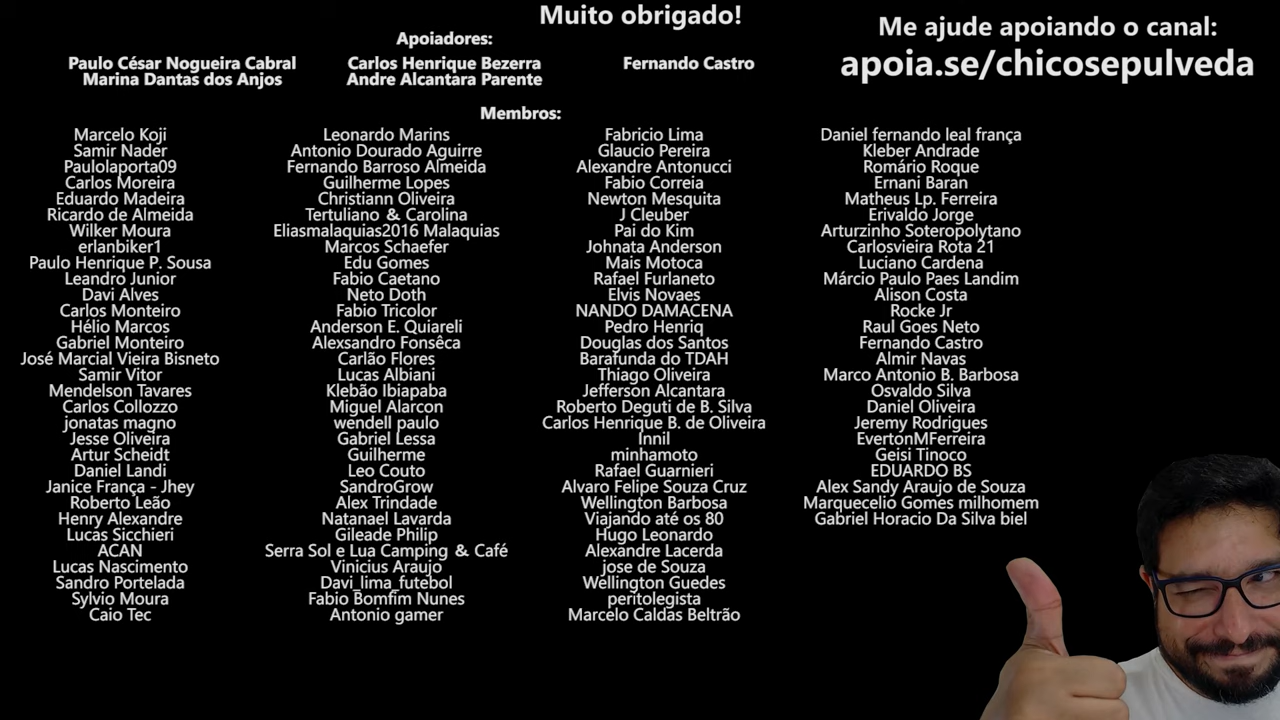 Muito obrigado!
Me ajude apoiando o canal:
apoia.se/chicosepulveda
Apoiadores:
Paulo César Nogueira Cabral
Marina Dantas dos Anjos
Carlos Henrique Bezerra
Andre Alcantara Parente
Fernando Castro
Membros:
Marcelo Koji
Samir Nader
Paulolaporta09
Carlos Moreira
Eduardo Madeira
Ricardo de Almeida
Wilker Moura
erlanbiker1
Paulo Henrique P. Sousa
Leandro Junior
Davi Alves
Carlos Monteiro
Hélio Marcos
Gabriel Monteiro
José Marcial Vieira Bisneto
Samir Vitor
Mendelson Tavares
Carlos Collozzo
jonatas magno
Jesse Oliveira
Artur Scheidt
Daniel Landi
Janice França - Jhey
Roberto Leão
Henry Alexandre
Lucas Sicchieri
ACAN
Lucas Nascimento
Sandro Portelada
Sylvio Moura
Caio Tec
Leonardo Marins
Antonio Dourado Aguirre
Fernando Barroso Almeida
Guilherme Lopes
Christiann Oliveira
Tertuliano & Carolina
Eliasmalaquias2016 Malaquias
Marcos Schaefer
Edu Gomes
Fabio Caetano
Neto Doth
Fabio Tricolor
Anderson E. Quiareli
Alexsandro Fonsêca
Carlão Flores
Lucas Albiani
Klebão Ibiapaba
Miguel Alarcon
wendell paulo
Gabriel Lessa
Guilherme
Leo Couto
SandroGrow
Alex Trindade
Natanael Lavarda
Gileade Philip
Serra Sol e Lua Camping & Café
Vinicius Araujo
Davi_lima_futebol
Fabio Bomfim Nunes
Antonio gamer
Fabricio Lima
Glaucio Pereira
Alexandre Antonucci
Fabio Correia
Newton Mesquita
J Cleuber
Pai do Kim
Johnata Anderson
Mais Motoca
Rafael Furlaneto
Elvis Novaes
NANDO DAMACENA
Pedro Henriq
Douglas dos Santos
Barafunda do TDAH
Thiago Oliveira
Jefferson Alcantara
Roberto Deguti de B. Silva
Carlos Henrique B. de Oliveira
Innil
minhamoto
Rafael Guarnieri
Alvaro Felipe Souza Cruz
Wellington Barbosa
Viajando até os 80
Hugo Leonardo
Alexandre Lacerda
jose de Souza
Wellington Guedes
peritolegista
Marcelo Caldas Beltrão
Daniel fernando leal frança
Kleber Andrade
Romário Roque
Ernani Baran
Matheus Lp. Ferreira
Erivaldo Jorge
Arturzinho Soteropolytano
Carlosvieira Rota 21
Luciano Cardena
Márcio Paulo Paes Landim
Alison Costa
Rocke Jr
Raul Goes Neto
Fernando Castro
Almir Navas
Marco Antonio B. Barbosa
Osvaldo Silva
Daniel Oliveira
Jeremy Rodrigues
EvertonMFerreira
Geisi Tinoco
EDUARDO BS
Alex Sandy Araujo de Souza
Marquecelio Gomes milhomem
Gabriel Horacio Da Silva biel